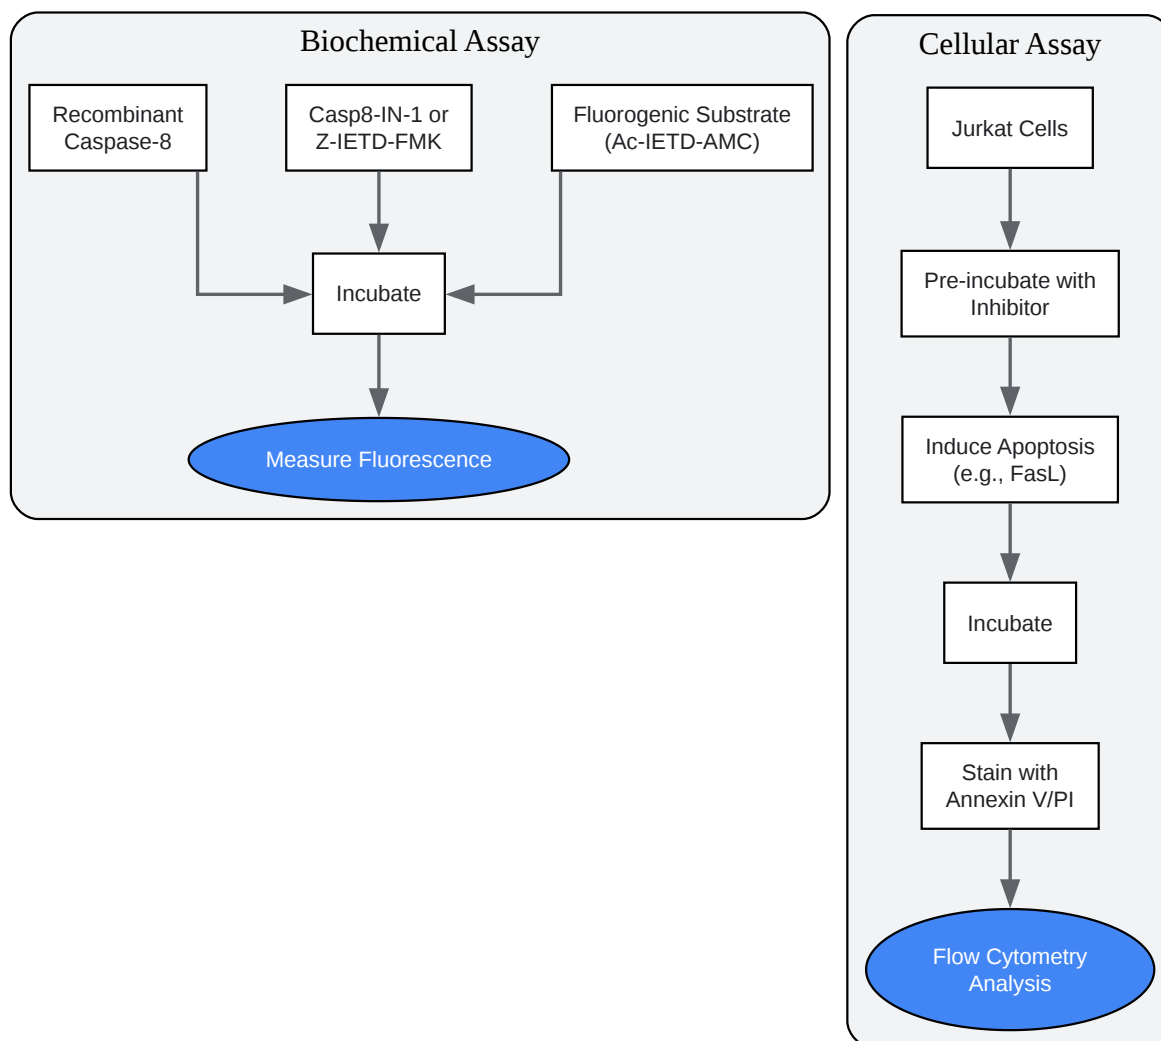 Biochemical Assay
Recombinant
Caspase-8
Casp8-IN-1 or
Z-IETD-FMK
Fluorogenic Substrate
(Ac-IETD-AMC)
Incubate
Measure Fluorescence
Cellular Assay
Jurkat Cells
Pre-incubate with
Inhibitor
Induce Apoptosis
(e.g., FasL)
Incubate
Stain with
Annexin V/PI
Flow Cytometry
Analysis